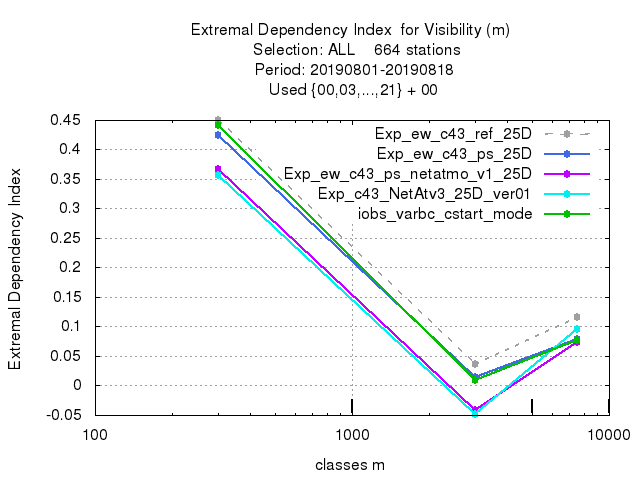 Extremal Dependency Index  for Visibility (m)
Selection: ALL    664 stations
Period: 20190801-20190818
Used {00,03,...,21} + 00
Extremal Dependency Index
0.45
0.4
0.35
0.3
0.25
0.2
0.15
0.1
0.05
0
-0.05
Exp_ew_c43_ref_25D
Exp_ew_c43_ps_25D
Exp_ew_c43_ps_netatmo_v1_25D
Exp_c43_NetAtv3_25D_ver01
iobs_varbc_cstart_mode
100 1000 10000
classes m